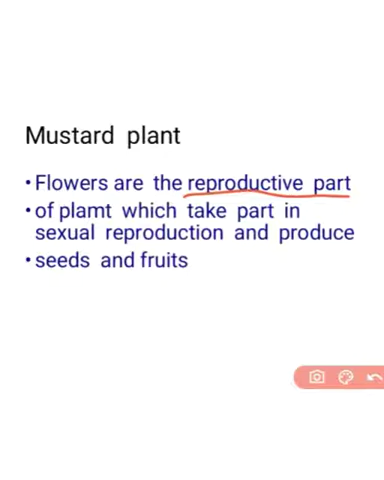 Mustard plant
• Flowers are the reproductive part
• of plamt which take part in
sexual reproduction and produce
• seeds and fruits